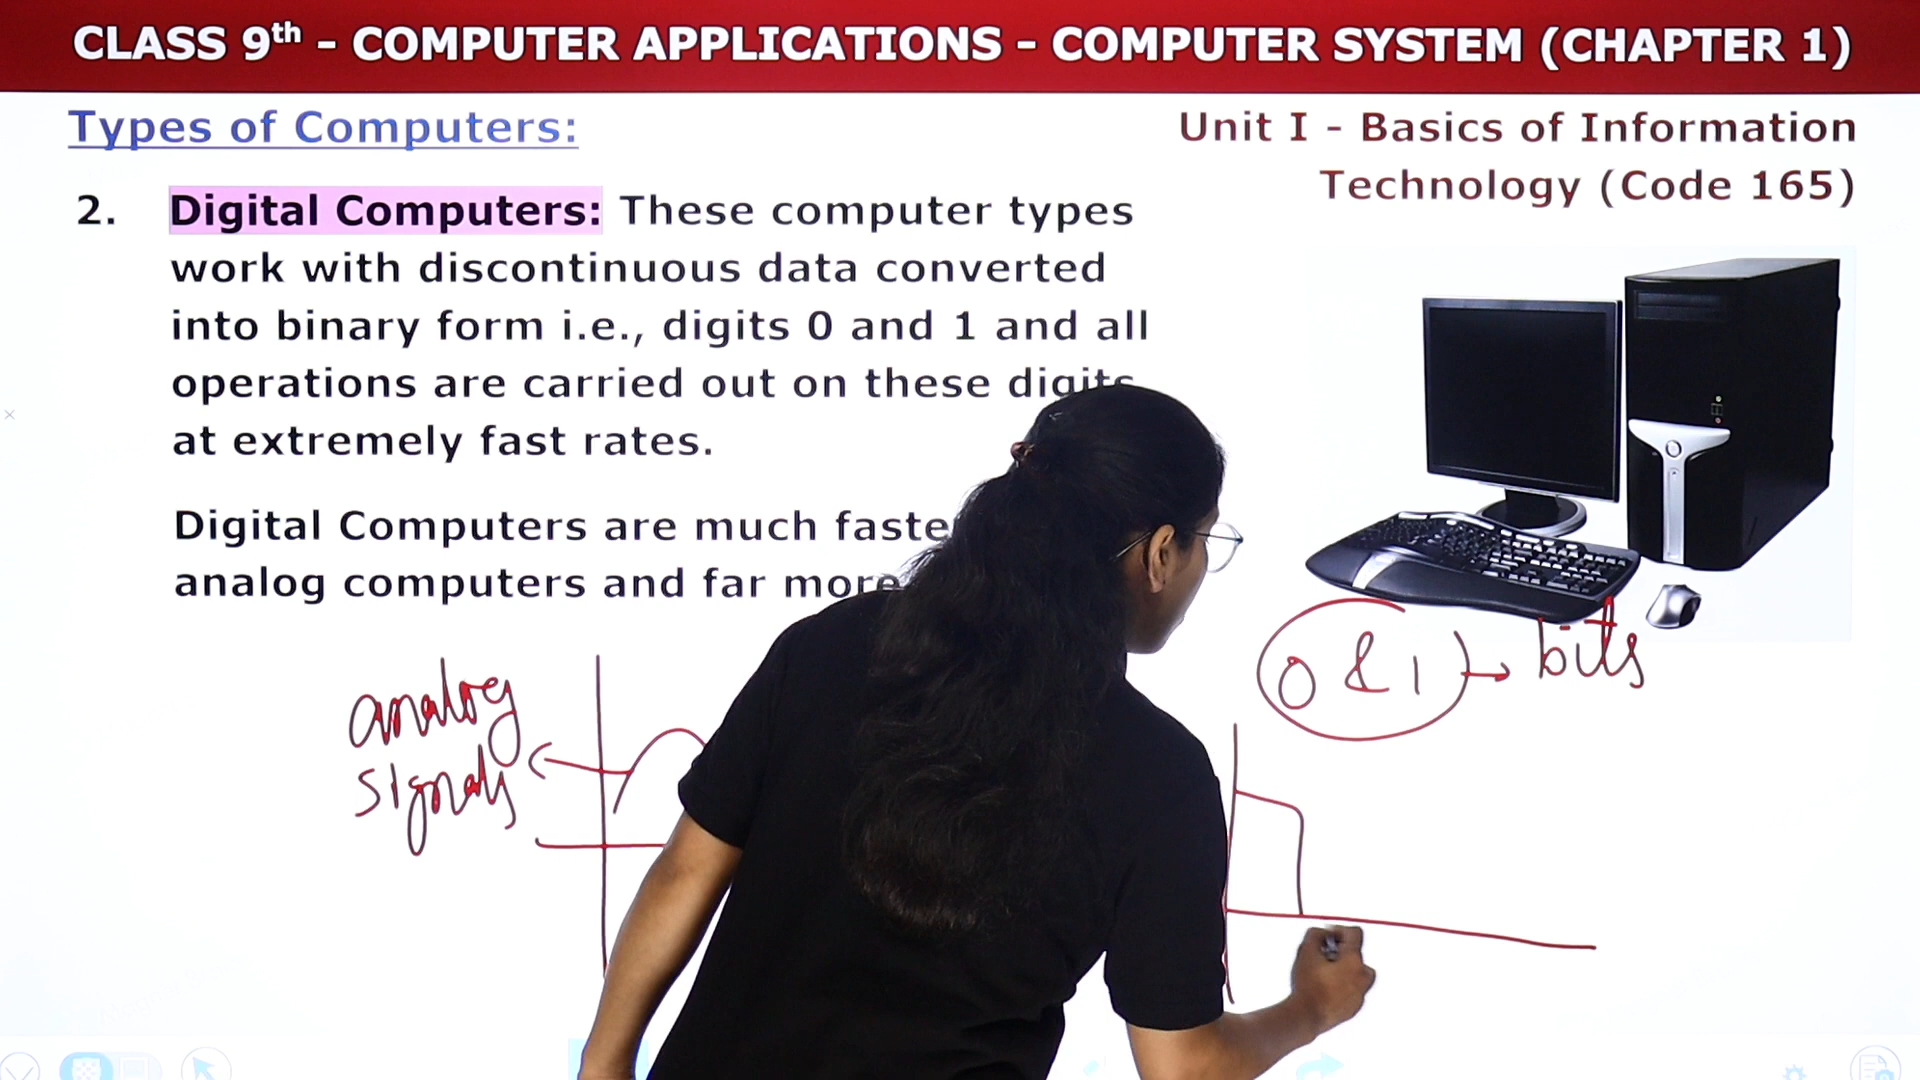 CLASS 9th - COMPUTER APPLICATIONS - COMPUTER SYSTEM (CHAPTER 1)
Types of Computers:
Unit I - Basics of Information
Technology (Code 165)
2. Digital Computers: These computer types
work with discontinuous data converted
into binary form i.e., digits 0 and 1 and all
operations are carried out on these digits
at extremely fast rates.
Digital Computers are much faste
analog computers and far more
0 & 1 → bits
analog
signals